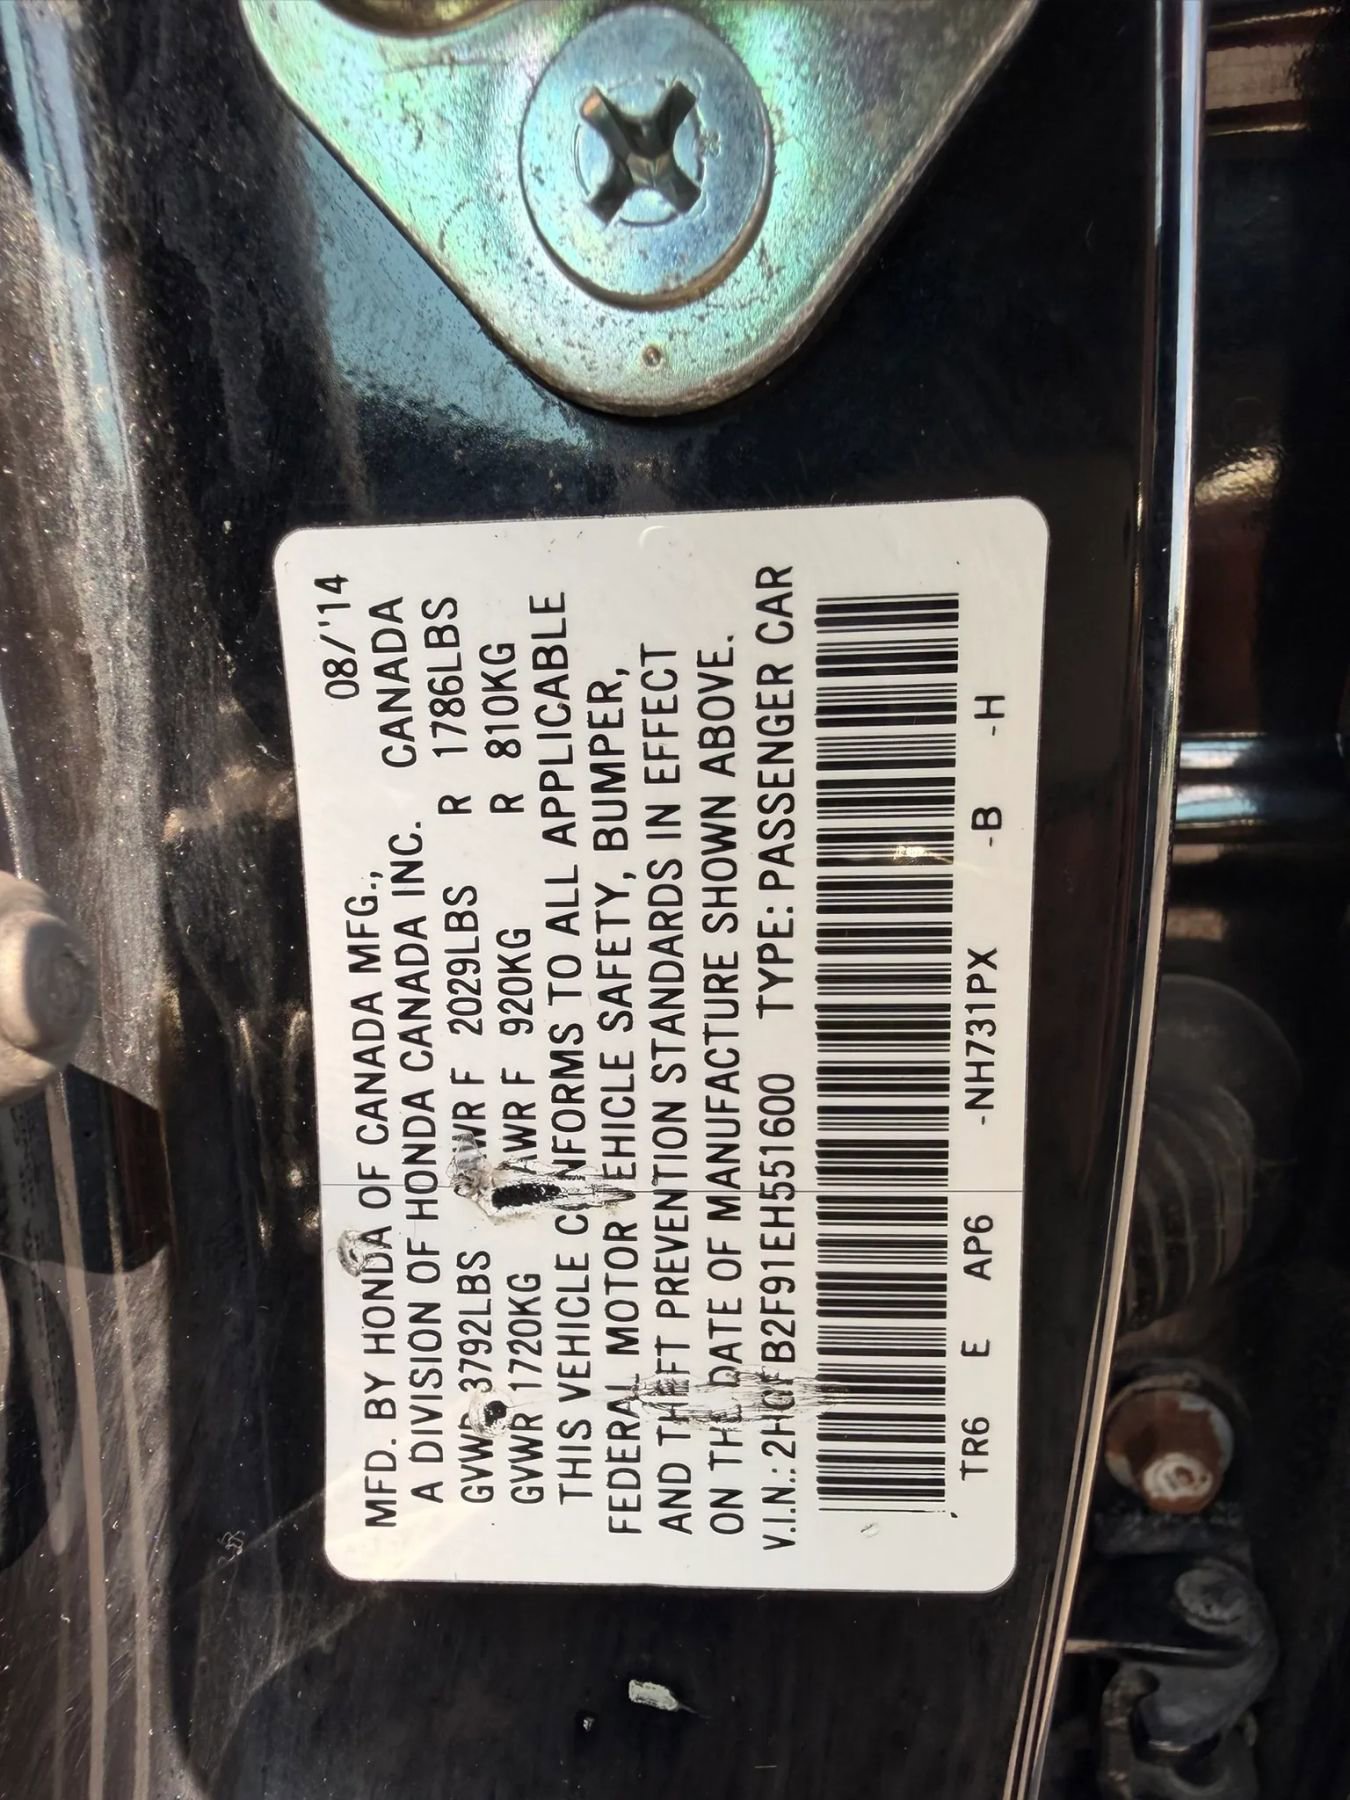 MFD. BY HONDA OF CANADA MFG., 08/'14
A DIVISION OF HONDA CANADA INC. CANADA
GVWR 3792LBS GAWR F 2029LBS R 1786LBS
GVWR 1720KG GAWR F 920KG R 810KG
THIS VEHICLE CONFORMS TO ALL APPLICABLE
FEDERAL MOTOR VEHICLE SAFETY, BUMPER,
AND THEFT PREVENTION STANDARDS IN EFFECT
ON THE DATE OF MANUFACTURE SHOWN ABOVE.
V.I.N.: TYPE: PASSENGER CAR
TR6 E AP6 -NH731PX -B -H